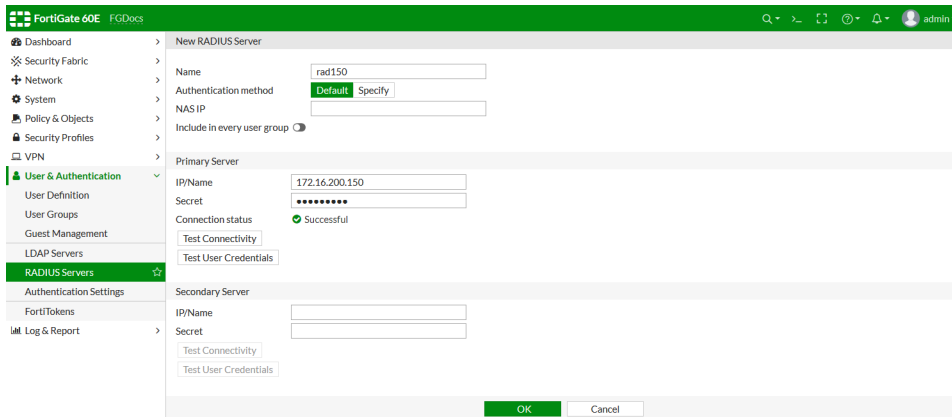 FortiGate 60E FGDocs
admin
Dashboard
Security Fabric
Network
System
Policy & Objects
Security Profiles
VPN
User & Authentication
User Definition
User Groups
Guest Management
LDAP Servers
RADIUS Servers
Authentication Settings
FortiTokens
Log & Report
New RADIUS Server
Name rad150
Authentication method Default Specify
NAS IP
Include in every user group
Primary Server
IP/Name 172.16.200.150
Secret •••••••••
Connection status Successful
Test Connectivity
Test User Credentials
Secondary Server
IP/Name
Secret
Test Connectivity
Test User Credentials
OK Cancel